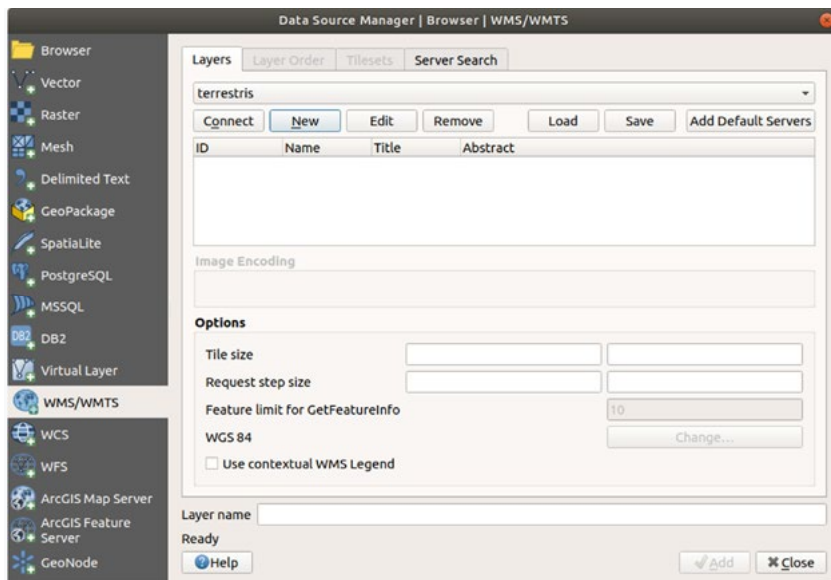 Data Source Manager | Browser | WMS/WMTS
Browser
Vector
Raster
Mesh
Delimited Text
GeoPackage
SpatiaLite
PostgreSQL
MSSQL
DB2 DB2
Virtual Layer
WMS/WMTS
WCS
WFS
ArcGIS Map Server
ArcGIS Feature
Server
GeoNode
Layers Layer Order Tilesets Server Search
terrestris
Connect New Edit Remove Load Save Add Default Servers
ID Name Title Abstract
Image Encoding
Options
Tile size
Request step size
Feature limit for GetFeatureInfo 10
WGS 84 Change...
Use contextual WMS Legend
Layer name
Ready
Help Add Close